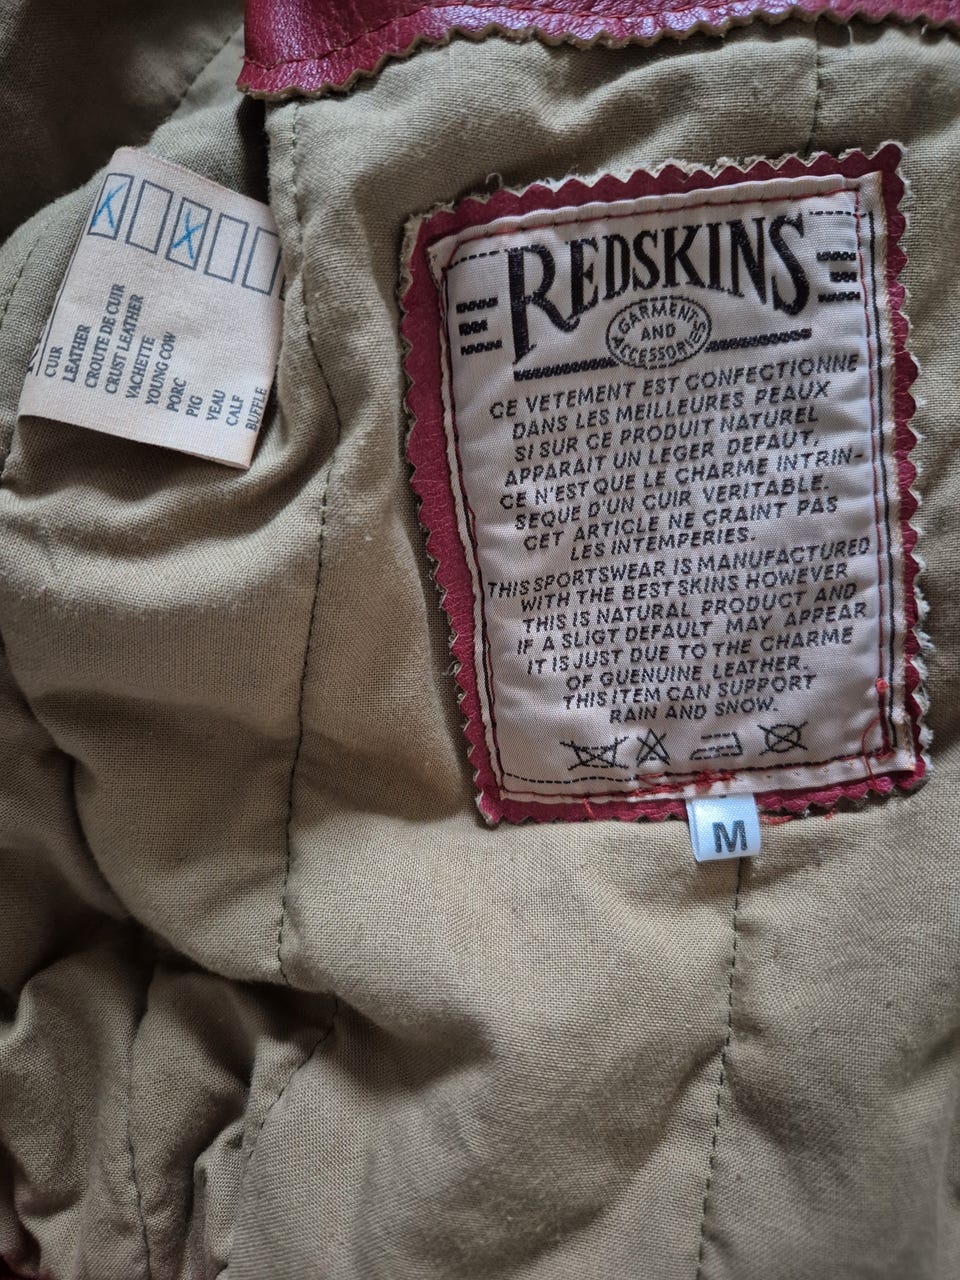 CUR
LEATHER
CROUTE DE CUIR
CRUST LEATHER
VACHETTE
YOUNG COW
PORC
PIG
VEAU
CALF
BUFFLE
REDSKINS
GARMENTS
AND
ACCESSORIES
CE VETEMENT EST CONFECTIONNE
DANS LES MEILLEURES PEAUX
SI SUR CE PRODUIT NATUREL
APPARAIT UN LEGER DEFAUT,
CE N'EST QUE LE CHARME INTRIN-
SEQUE D'UN CUIR VERITABLE.
CET ARTICLE NE CRAINT PAS
LES INTEMPERIES.
THIS SPORTSWEAR IS MANUFACTURED
WITH THE BEST SKINS HOWEVER
THIS IS NATURAL PRODUCT AND
IF A SLIGT DEFAULT MAY APPEAR
IT IS JUST DUE TO THE CHARME
OF GUENUINE LEATHER.
THIS ITEM CAN SUPPORT
RAIN AND SNOW.
M